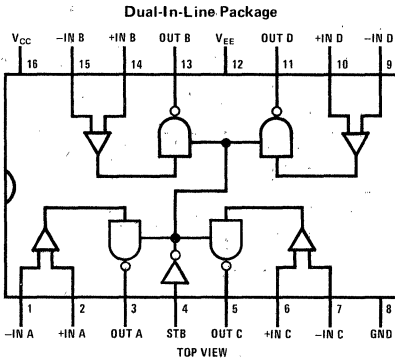 Dual-In-Line Package
VCC –IN B +IN B OUT B VEE OUT D +IN D –IN D
16 15 14 13 12 11 10 9
1 2 3 4 5 6 7 8
–IN A +IN A OUT A STB OUT C +IN C –IN C GND
TOP VIEW